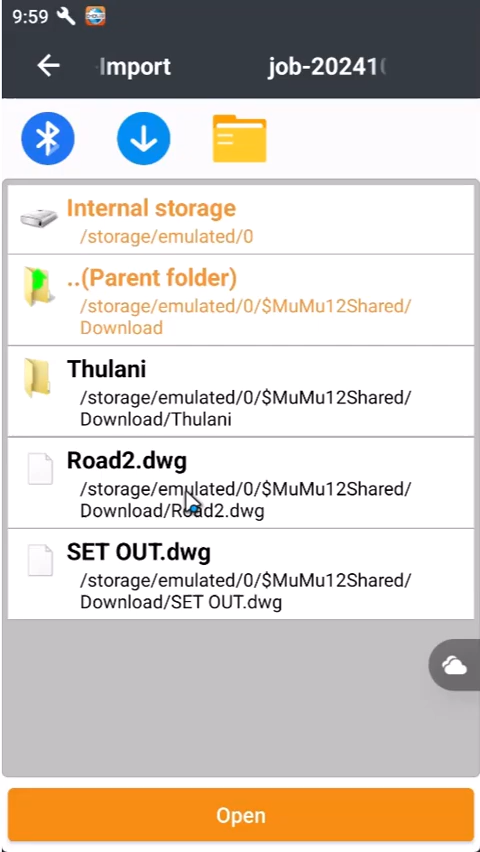 9:59
Import
job-20241
Internal storage
/storage/emulated/0
..(Parent folder)
/storage/emulated/0/$MuMu12Shared/
Download
Thulani
/storage/emulated/0/$MuMu12Shared/
Download/Thulani
Road2.dwg
/storage/emulated/0/$MuMu12Shared/
Download/Road2.dwg
SET OUT.dwg
/storage/emulated/0/$MuMu12Shared/
Download/SET OUT.dwg
Open